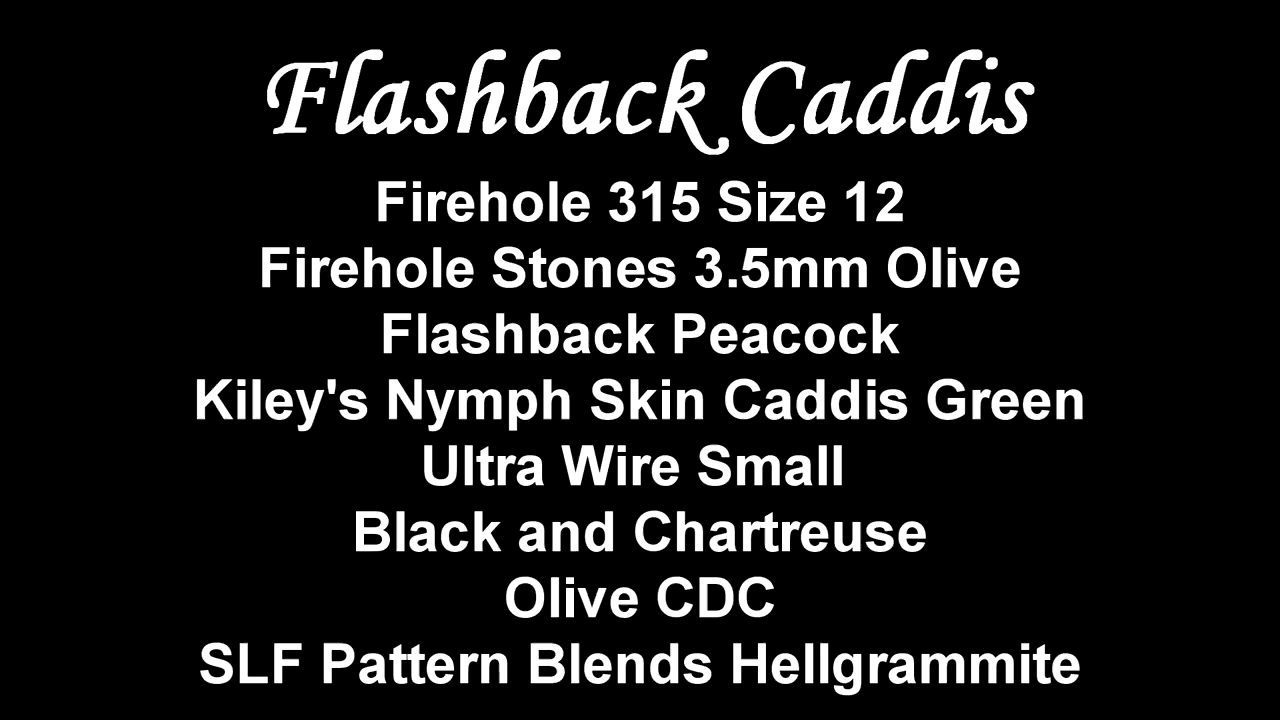 Flashback Caddis
Firehole 315 Size 12
Firehole Stones 3.5mm Olive
Flashback Peacock
Kiley's Nymph Skin Caddis Green
Ultra Wire Small
Black and Chartreuse
Olive CDC
SLF Pattern Blends Hellgrammite